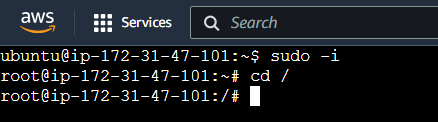 aws
Services
Search
ubuntu@ip-172-31-47-101:~$ sudo -i
root@ip-172-31-47-101:~# cd /
root@ip-172-31-47-101:/#